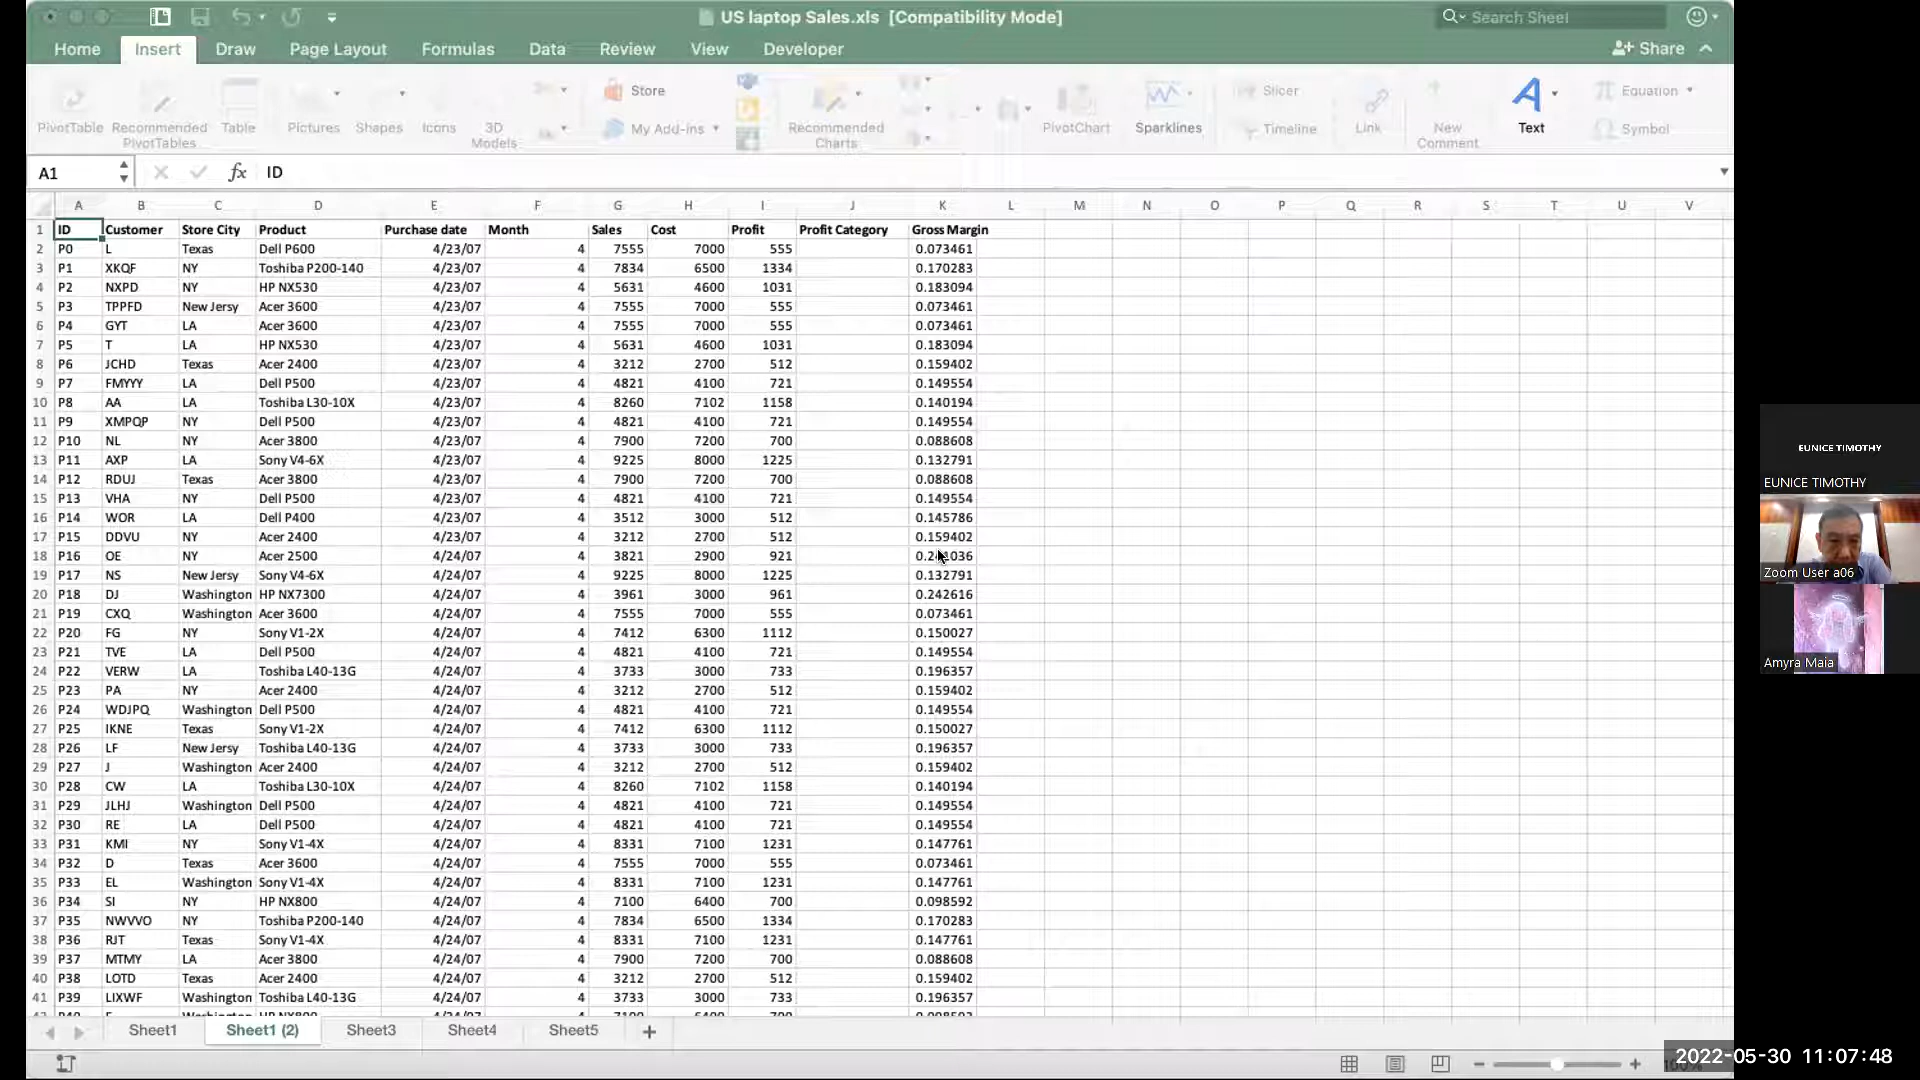 US laptop Sales.xls [Compatibility Mode]
Search Sheet
Home Insert Draw Page Layout Formulas Data Review View Developer
Share
PivotTable
Recommended PivotTables
Table
Pictures
Shapes
Icons
3D Models
Store
My Add-ins
Recommended Charts
PivotChart
Sparklines
Slicer
Timeline
Link
New Comment
Text
Equation
Symbol
A1 fx ID
A B C D E F G H I J K L M N O P Q R S T U V
1 ID Customer Store City Product Purchase date Month Sales Cost Profit Profit Category Gross Margin
2 P0 L Texas Dell P600 4/23/07 4 7555 7000 555 0.073461
3 P1 XKQF NY Toshiba P200-140 4/23/07 4 7834 6500 1334 0.170283
4 P2 NXPD NY HP NX530 4/23/07 4 5631 4600 1031 0.183094
5 P3 TPPFD New Jersy Acer 3600 4/23/07 4 7555 7000 555 0.073461
6 P4 GYT LA Acer 3600 4/23/07 4 7555 7000 555 0.073461
7 P5 T LA HP NX530 4/23/07 4 5631 4600 1031 0.183094
8 P6 JCHD Texas Acer 2400 4/23/07 4 3212 2700 512 0.159402
9 P7 FMYYY LA Dell P500 4/23/07 4 4821 4100 721 0.149554
10 P8 AA LA Toshiba L30-10X 4/23/07 4 8260 7102 1158 0.140194
11 P9 XMPQP NY Dell P500 4/23/07 4 4821 4100 721 0.149554
12 P10 NL NY Acer 3800 4/23/07 4 7900 7200 700 0.088608
13 P11 AXP LA Sony V4-6X 4/23/07 4 9225 8000 1225 0.132791
14 P12 RDUJ Texas Acer 3800 4/23/07 4 7900 7200 700 0.088608
15 P13 VHA NY Dell P500 4/23/07 4 4821 4100 721 0.149554
16 P14 WOR LA Dell P400 4/23/07 4 3512 3000 512 0.145786
17 P15 DDVU NY Acer 2400 4/23/07 4 3212 2700 512 0.159402
18 P16 OE NY Acer 2500 4/24/07 4 3821 2900 921
19 P17 NS New Jersy Sony V4-6X 4/24/07 4 9225 8000 1225 0.132791
20 P18 DJ Washington HP NX7300 4/24/07 4 3961 3000 961 0.242616
21 P19 CXQ Washington Acer 3600 4/24/07 4 7555 7000 555 0.073461
22 P20 FG NY Sony V1-2X 4/24/07 4 7412 6300 1112 0.150027
23 P21 TVE LA Dell P500 4/24/07 4 4821 4100 721 0.149554
24 P22 VERW LA Toshiba L40-13G 4/24/07 4 3733 3000 733 0.196357
25 P23 PA NY Acer 2400 4/24/07 4 3212 2700 512 0.159402
26 P24 WDJPQ Washington Dell P500 4/24/07 4 4821 4100 721 0.149554
27 P25 IKNE Texas Sony V1-2X 4/24/07 4 7412 6300 1112 0.150027
28 P26 LF New Jersy Toshiba L40-13G 4/24/07 4 3733 3000 733 0.196357
29 P27 J Washington Acer 2400 4/24/07 4 3212 2700 512 0.159402
30 P28 CW LA Toshiba L30-10X 4/24/07 4 8260 7102 1158 0.140194
31 P29 JLHJ Washington Dell P500 4/24/07 4 4821 4100 721 0.149554
32 P30 RE LA Dell P500 4/24/07 4 4821 4100 721 0.149554
33 P31 KMI NY Sony V1-4X 4/24/07 4 8331 7100 1231 0.147761
34 P32 D Texas Acer 3600 4/24/07 4 7555 7000 555 0.073461
35 P33 EL Washington Sony V1-4X 4/24/07 4 8331 7100 1231 0.147761
36 P34 SI NY HP NX800 4/24/07 4 7100 6400 700 0.098592
37 P35 NWVVO NY Toshiba P200-140 4/24/07 4 7834 6500 1334 0.170283
38 P36 RJT Texas Sony V1-4X 4/24/07 4 8331 7100 1231 0.147761
39 P37 MTMY LA Acer 3800 4/24/07 4 7900 7200 700 0.088608
40 P38 LOTD Texas Acer 2400 4/24/07 4 3212 2700 512 0.159402
41 P39 LIXWF Washington Toshiba L40-13G 4/24/07 4 3733 3000 733 0.196357
Sheet1 Sheet1 (2) Sheet3 Sheet4 Sheet5 +
EUNICE TIMOTHY
EUNICE TIMOTHY
Zoom User a06
Amyra Maia
2022-05-30 11:07:48